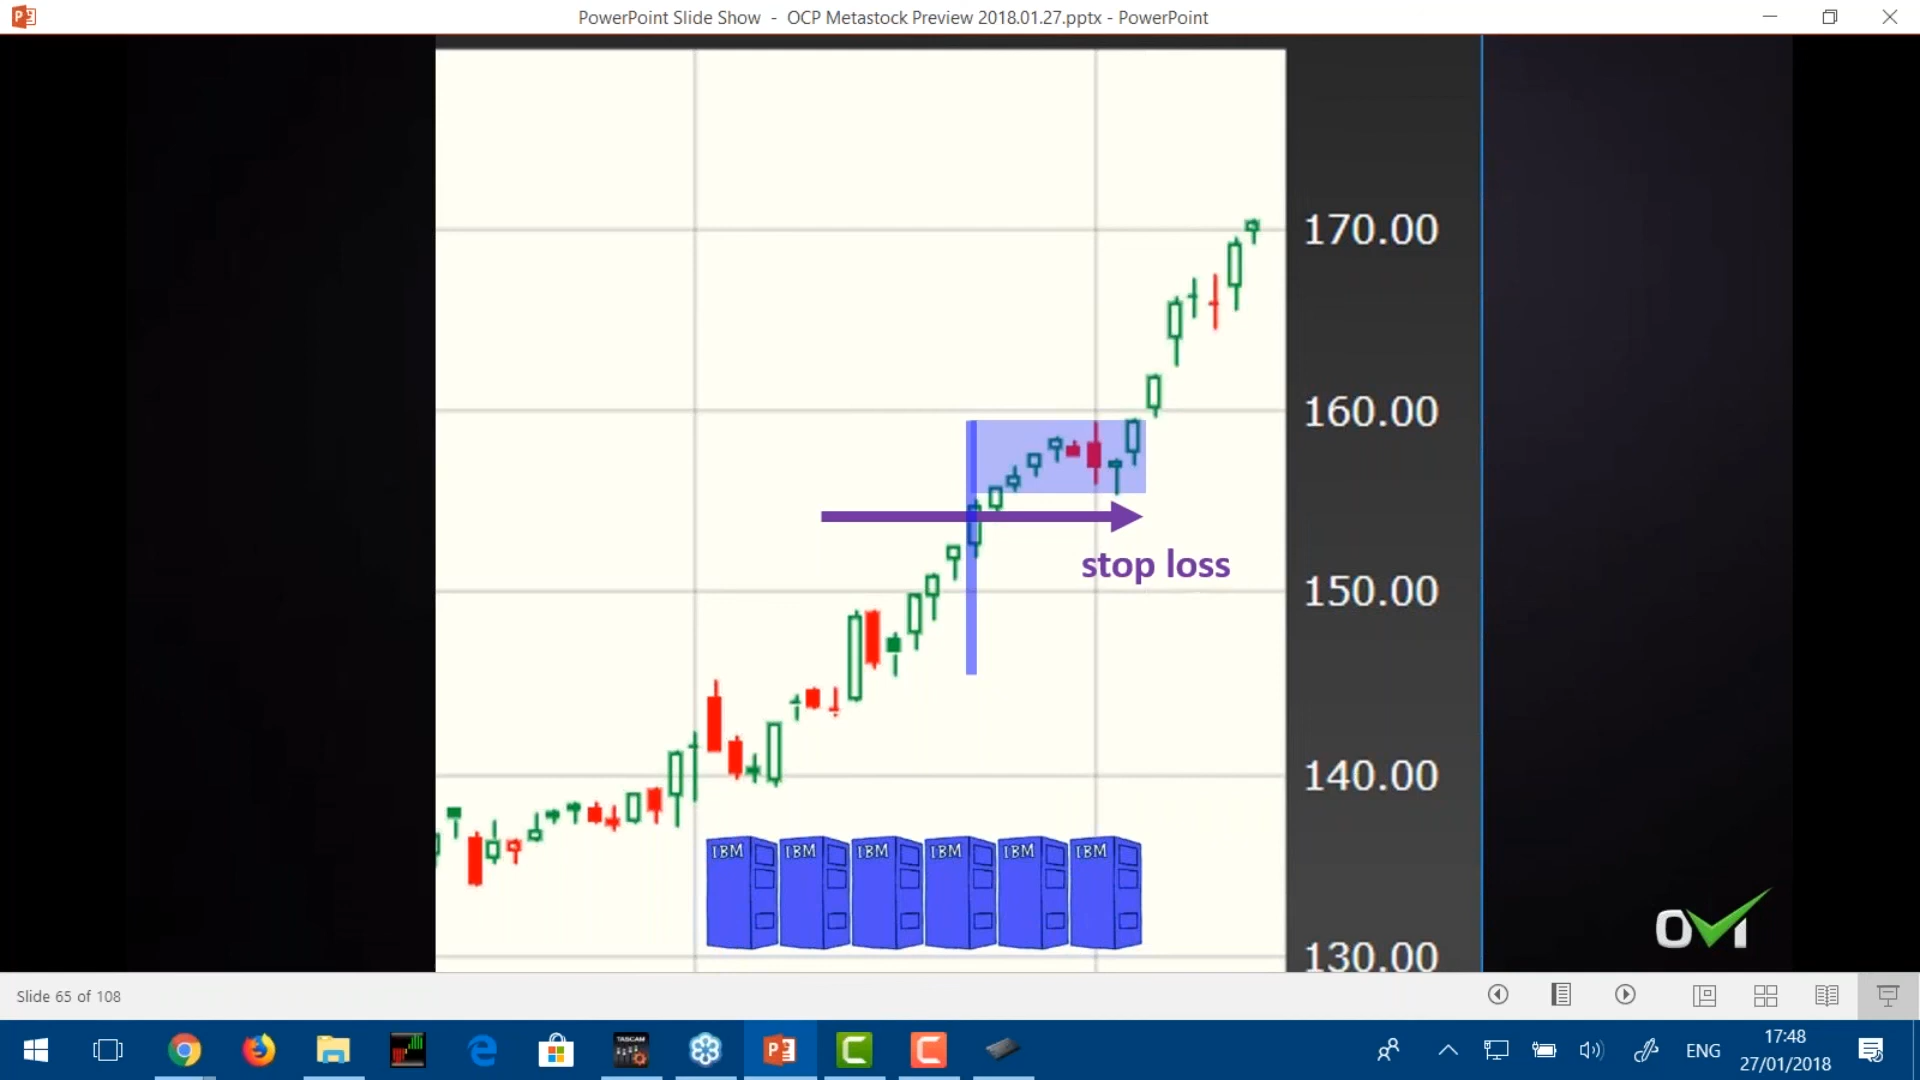 PowerPoint Slide Show - OCP Metastock Preview 2018.01.27.pptx - PowerPoint
170.00
160.00
stop loss
150.00
140.00
IBM IBM IBM IBM IBM IBM
OVI
130.00
Slide 65 of 108
TASCAM
ENG
17:48
27/01/2018